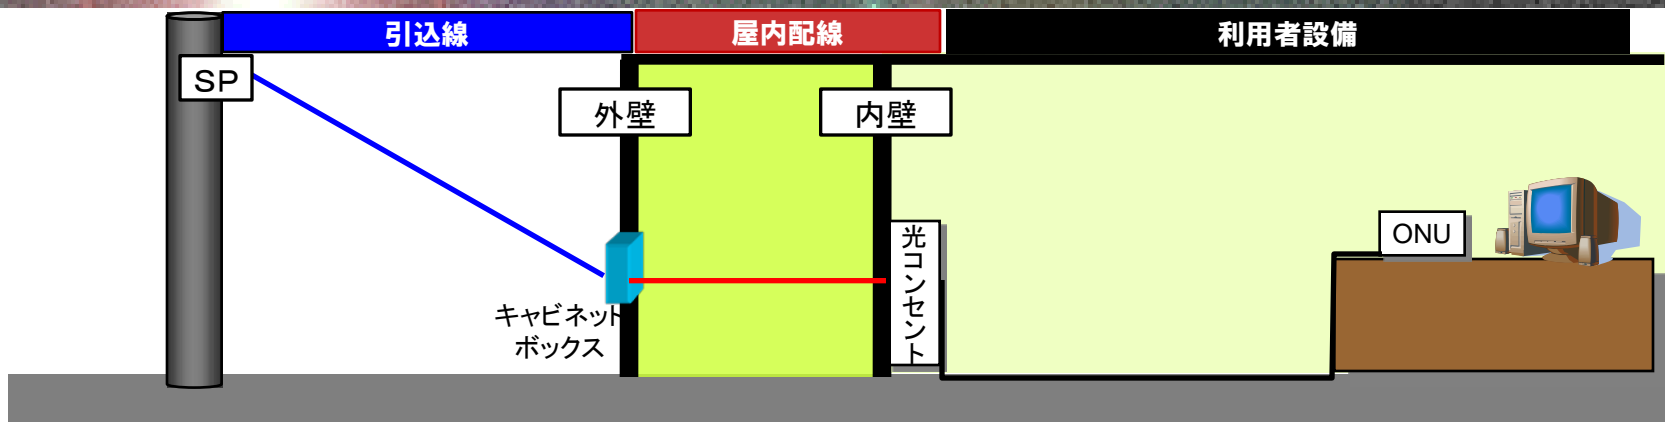 引込線
屋内配線
利用者設備
SP
外壁
内壁
光コンセント
ONU
キャビネット
ボックス